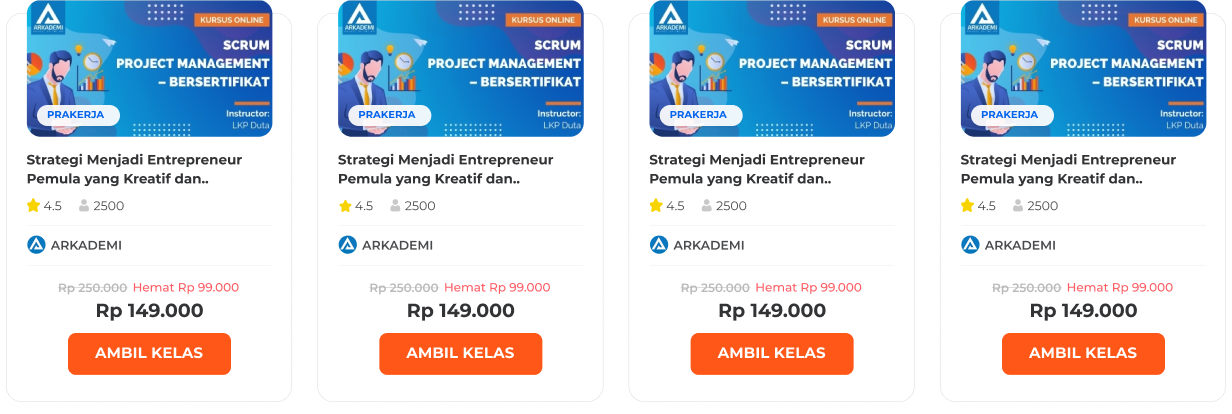 ARKADEMI
KURSUS ONLINE
SCRUM
PROJECT MANAGEMENT
– BERSERTIFIKAT
Instructor:
LKP Duta
PRAKERJA
Strategi Menjadi Entrepreneur
Pemula yang Kreatif dan..
4.5 2500
ARKADEMI
Rp 250.000 Hemat Rp 99.000
Rp 149.000
AMBIL KELAS
ARKADEMI
KURSUS ONLINE
SCRUM
PROJECT MANAGEMENT
– BERSERTIFIKAT
Instructor:
LKP Duta
PRAKERJA
Strategi Menjadi Entrepreneur
Pemula yang Kreatif dan..
4.5 2500
ARKADEMI
Rp 250.000 Hemat Rp 99.000
Rp 149.000
AMBIL KELAS
ARKADEMI
KURSUS ONLINE
SCRUM
PROJECT MANAGEMENT
– BERSERTIFIKAT
Instructor:
LKP Duta
PRAKERJA
Strategi Menjadi Entrepreneur
Pemula yang Kreatif dan..
4.5 2500
ARKADEMI
Rp 250.000 Hemat Rp 99.000
Rp 149.000
AMBIL KELAS
ARKADEMI
KURSUS ONLINE
SCRUM
PROJECT MANAGEMENT
– BERSERTIFIKAT
Instructor:
LKP Duta
PRAKERJA
Strategi Menjadi Entrepreneur
Pemula yang Kreatif dan..
4.5 2500
ARKADEMI
Rp 250.000 Hemat Rp 99.000
Rp 149.000
AMBIL KELAS